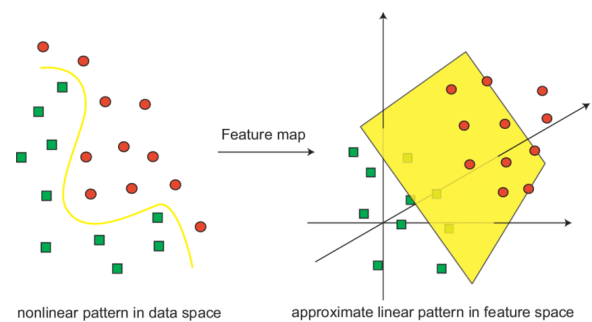 Feature map
nonlinear pattern in data space
approximate linear pattern in feature space